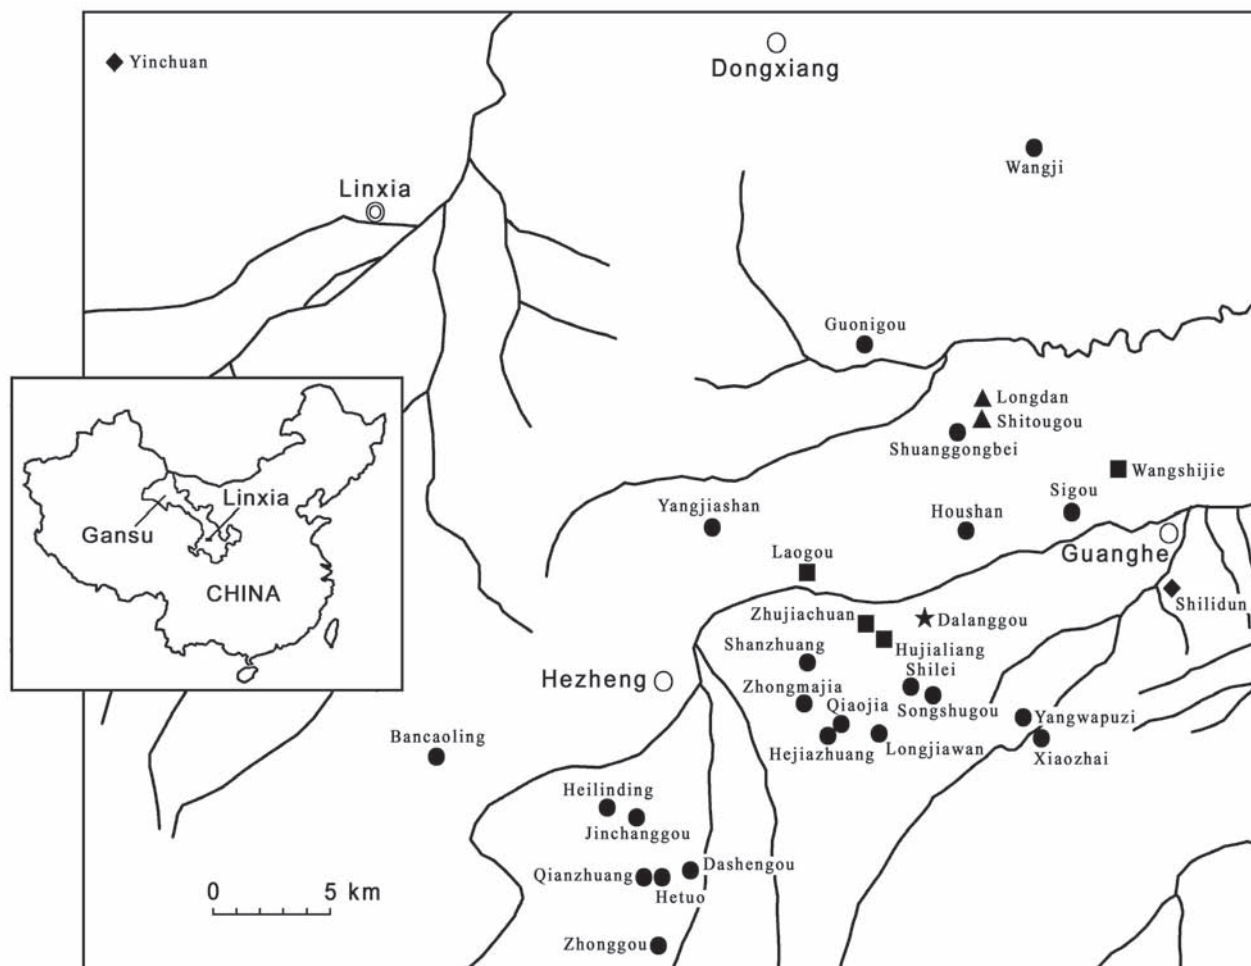 Yinchuan
Dongxiang
Wangji
Linxia
Guonigou
Longdan
Shitougou
Shuanggongbei
Wangshijie
Sigou
Yangjiashan
Houshan
Guanghe
Laogou
Shilidun
Zhujiachuan
Dalanggou
Hujialiang
Shanzhuang
Shilei
Hezheng
Zhongmajia
Qiaojia
Songshugou
Yangwapuzi
Bancaoling
Hejiazhuang
Longjiawan
Xiaozhai
Heilinding
Jinchanggou
Dashengou
Qianzhuang
Hetuo
Zhonggou
Linxia
Gansu
CHINA
0 5 km